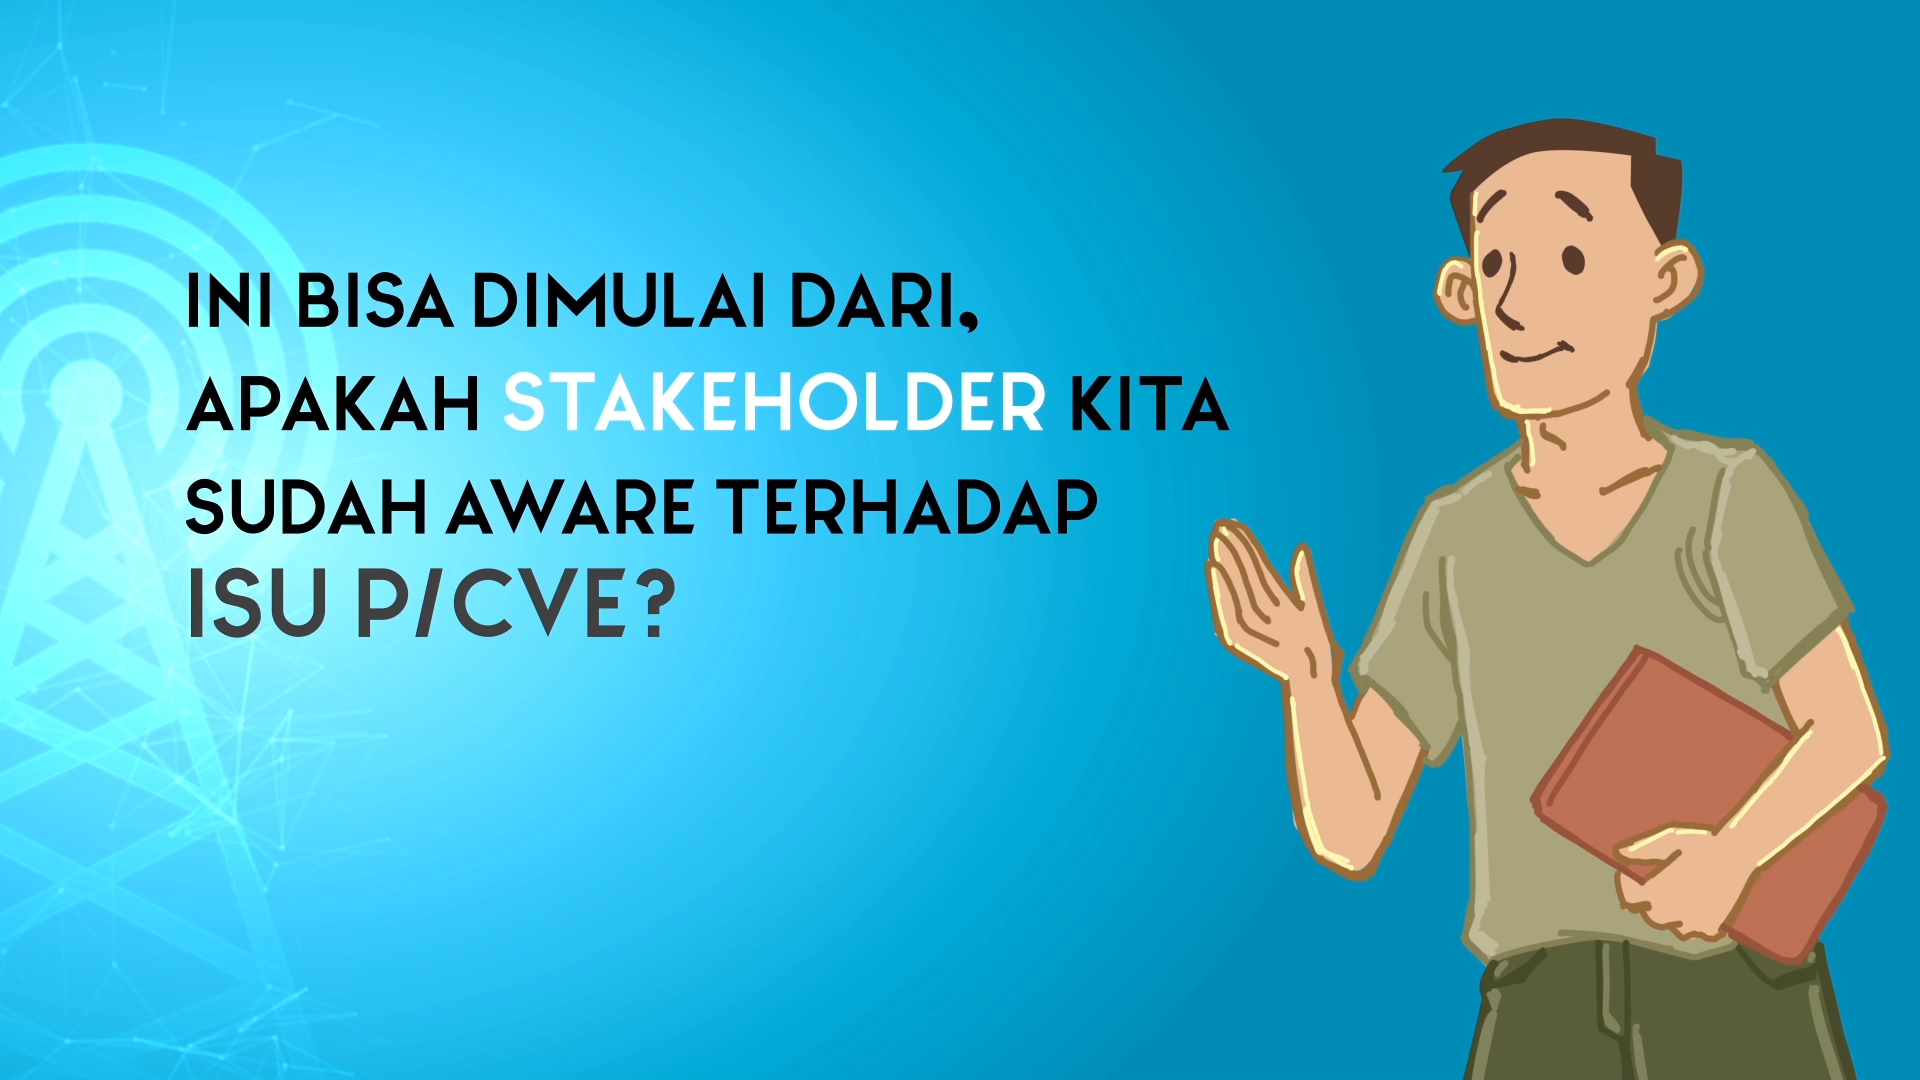 INI BISA DIMULAI DARI,
APAKAH STAKEHOLDER KITA
SUDAH AWARE TERHADAP
ISU P/CVE?